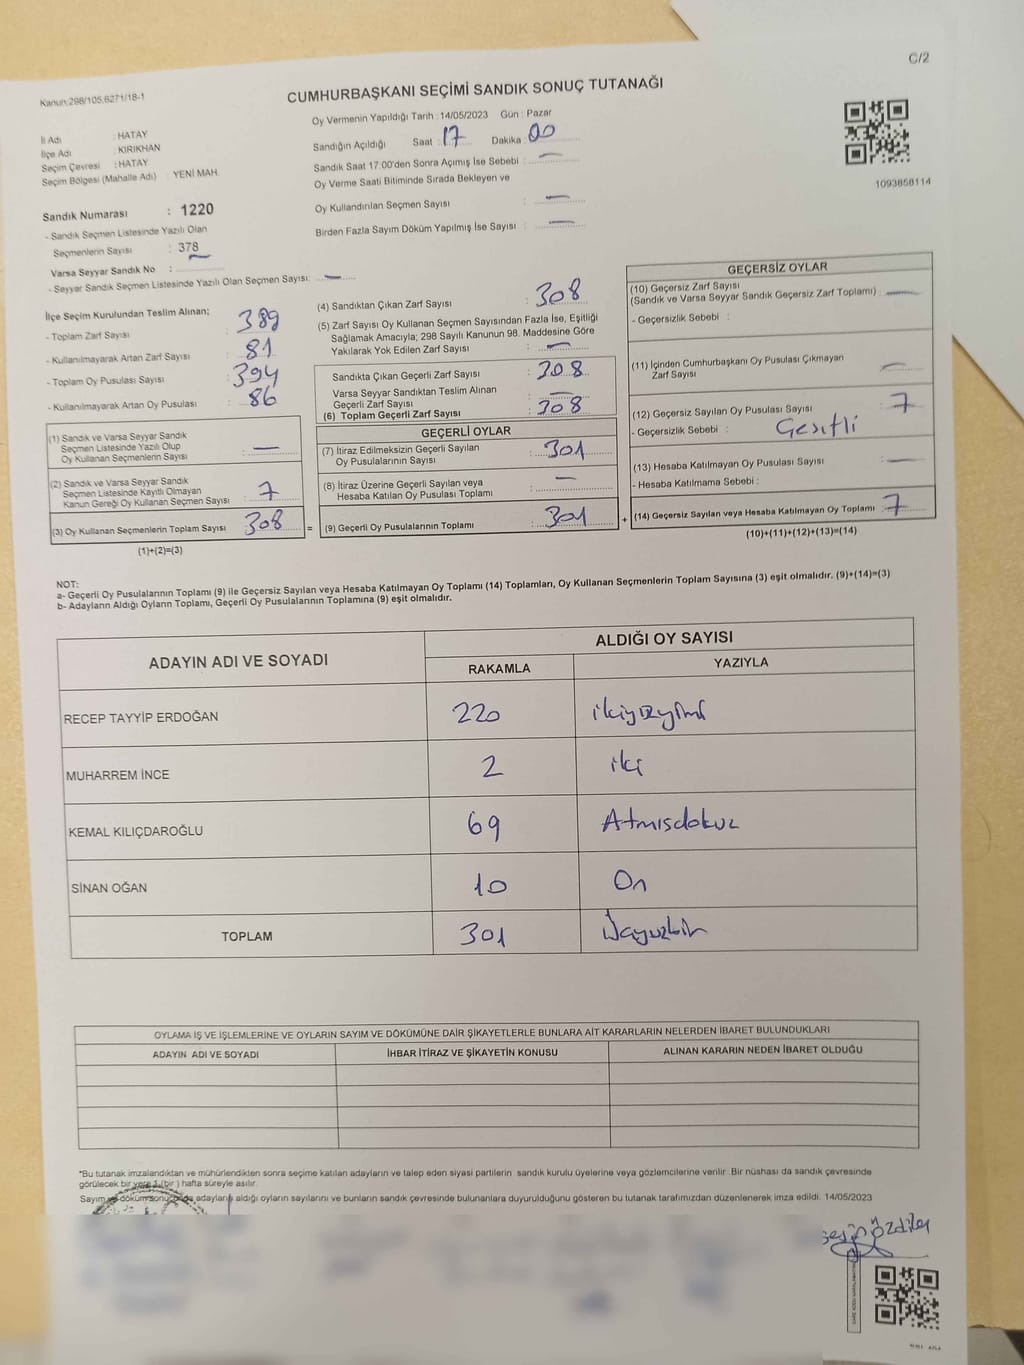 C/2
Kanun:298/105,6271/18-1
CUMHURBAŞKANI SEÇİMİ SANDIK SONUÇ TUTANAĞI
İl Adı : HATAY
İlçe Adı : KIRIKHAN
Seçim Çevresi : HATAY
Seçim Bölgesi (Mahalle Adı) : YENİ MAH.
Oy Vermenin Yapıldığı Tarih : 14/05/2023 Gün : Pazar
Sandığın Açıldığı Saat : 17 Dakika : 00
Sandık Saat 17:00'den Sonra Açımış İse Sebebi : —
Oy Verme Saati Bitiminde Sırada Bekleyen ve
Oy Kullandırılan Seçmen Sayısı : —
Birden Fazla Sayım Döküm Yapılmış İse Sayısı : —
1093858114
Sandık Numarası : 1220
- Sandık Seçmen Listesinde Yazılı Olan
Seçmenlerin Sayısı : 378
Varsa Seyyar Sandık No :
- Seyyar Sandık Seçmen Listesinde Yazılı Olan Seçmen Sayısı: —
İlçe Seçim Kurulundan Teslim Alınan;
- Toplam Zarf Sayısı : 389
- Kullanılmayarak Artan Zarf Sayısı : 81
- Toplam Oy Pusulası Sayısı : 394
- Kullanılmayarak Artan Oy Pusulası : 86
(1) Sandık ve Varsa Seyyar Sandık
Seçmen Listesinde Yazılı Olup
Oy Kullanan Seçmenlerin Sayısı : —
(2) Sandık ve Varsa Seyyar Sandık
Seçmen Listesinde Kayıtlı Olmayan
Kanun Gereği Oy Kullanan Seçmen Sayısı : 7
(3) Oy Kullanan Seçmenlerin Toplam Sayısı : 308
(1)+(2)=(3)
=
(4) Sandıktan Çıkan Zarf Sayısı : 308
(5) Zarf Sayısı Oy Kullanan Seçmen Sayısından Fazla İse, Eşitliği
Sağlamak Amacıyla; 298 Sayılı Kanunun 98. Maddesine Göre
Yakılarak Yok Edilen Zarf Sayısı : —
Sandıkta Çıkan Geçerli Zarf Sayısı : 308
Varsa Seyyar Sandıktan Teslim Alınan
Geçerli Zarf Sayısı : —
(6) Toplam Geçerli Zarf Sayısı : 308
GEÇERLİ OYLAR
(7) İtiraz Edilmeksizin Geçerli Sayılan
Oy Pusulalarının Sayısı : 301
(8) İtiraz Üzerine Geçerli Sayılan veya
Hesaba Katılan Oy Pusulası Toplamı : —
(9) Geçerli Oy Pusulalarının Toplamı : 301
+
GEÇERSİZ OYLAR
(10) Geçersiz Zarf Sayısı
(Sandık ve Varsa Seyyar Sandık Geçersiz Zarf Toplamı) : —
- Geçersizlik Sebebi :
(11) İçinden Cumhurbaşkanı Oy Pusulası Çıkmayan
Zarf Sayısı : —
(12) Geçersiz Sayılan Oy Pusulası Sayısı : 7
- Geçersizlik Sebebi : Çeşitli
(13) Hesaba Katılmayan Oy Pusulası Sayısı : —
- Hesaba Katılmama Sebebi :
(14) Geçersiz Sayılan veya Hesaba Katılmayan Oy Toplamı : 7
(10)+(11)+(12)+(13)=(14)
NOT:
a- Geçerli Oy Pusulalarının Toplamı (9) ile Geçersiz Sayılan veya Hesaba Katılmayan Oy Toplamı (14) Toplamları, Oy Kullanan Seçmenlerin Toplam Sayısına (3) eşit olmalıdır. (9)+(14)=(3)
b- Adayların Aldığı Oyların Toplamı, Geçerli Oy Pusulalarının Toplamına (9) eşit olmalıdır.
ADAYIN ADI VE SOYADI ALDIĞI OY SAYISI
RAKAMLA YAZIYLA
RECEP TAYYİP ERDOĞAN 220 ikiyüzyirmi
MUHARREM İNCE 2 iki
KEMAL KILIÇDAROĞLU 69 Atmışdokuz
SİNAN OĞAN 10 On
TOPLAM 301 Üçyüzbir
OYLAMA İŞ VE İŞLEMLERİNE VE OYLARIN SAYIM VE DÖKÜMÜNE DAİR ŞİKAYETLERLE BUNLARA AİT KARARLARIN NELERDEN İBARET BULUNDUKLARI
ADAYIN ADI VE SOYADI İHBAR İTİRAZ VE ŞİKAYETİN KONUSU ALINAN KARARIN NEDEN İBARET OLDUĞU
*Bu tutanak imzalandıktan ve mühürlendikten sonra seçime katılan adayların ve talep eden siyasi partilerin sandık kurulu üyelerine veya gözlemcilerine verilir. Bir nüshası da sandık çevresinde
görülecek bir yere 1 (bir) hafta süreyle asılır.
Sayım ve döküm adayların aldığı oyların sayılarını ve bunların sandık çevresinde bulunanlara duyurulduğunu gösteren bu tutanak tarafımızdan düzenlenerek imza edildi. 14/05/2023
Özdiler